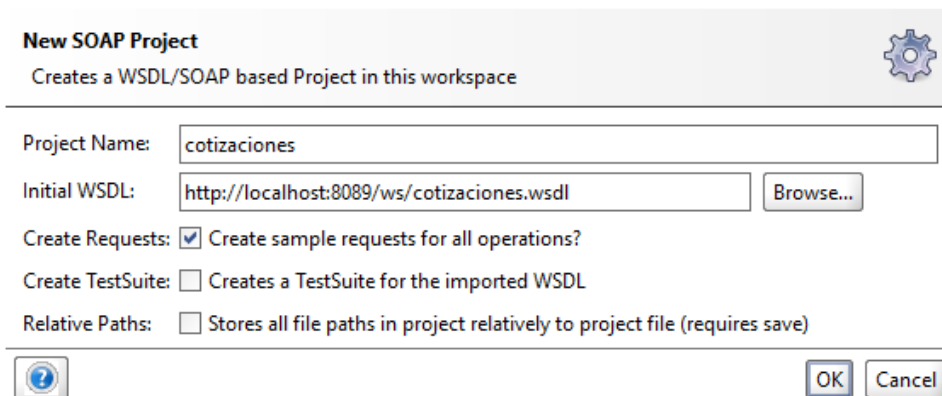 New SOAP Project
Creates a WSDL/SOAP based Project in this workspace
Project Name: cotizaciones
Initial WSDL: http://localhost:8089/ws/cotizaciones.wsdl Browse...
Create Requests: Create sample requests for all operations?
Create TestSuite: Creates a TestSuite for the imported WSDL
Relative Paths: Stores all file paths in project relatively to project file (requires save)
? OK Cancel